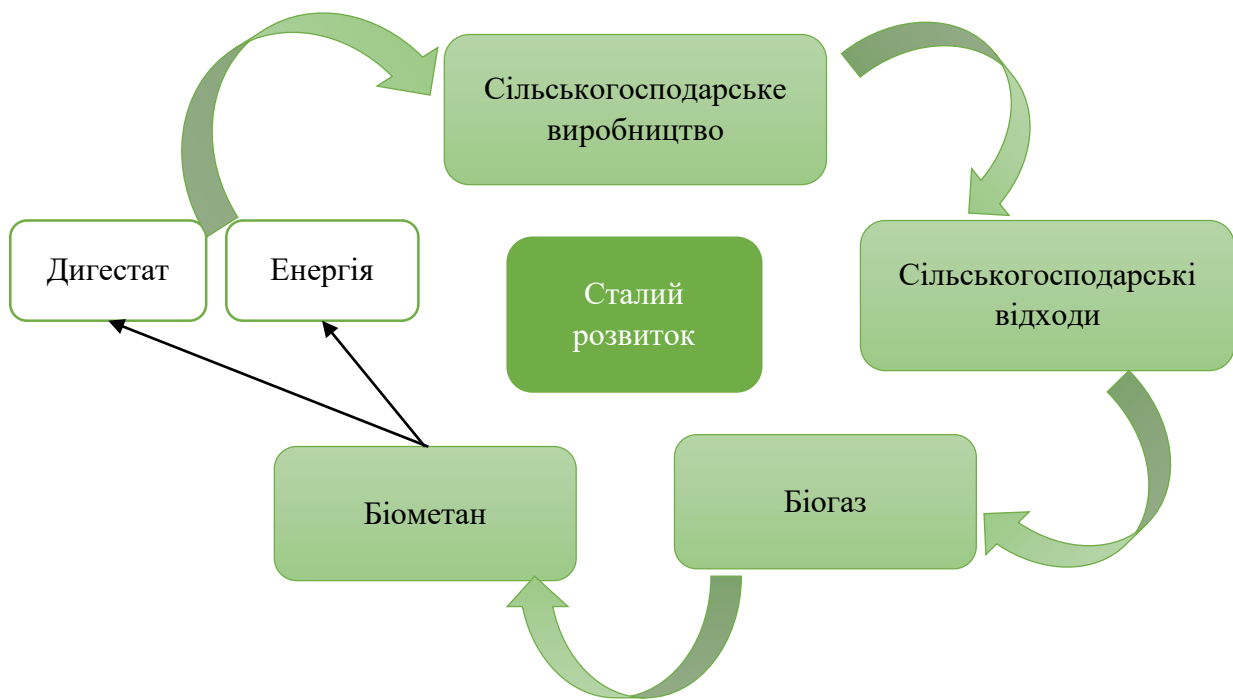 Сільськогосподарське
виробництво
Дигестат
Енергія
Сталий
розвиток
Сільськогосподарські
відходи
Біометан
Біогаз